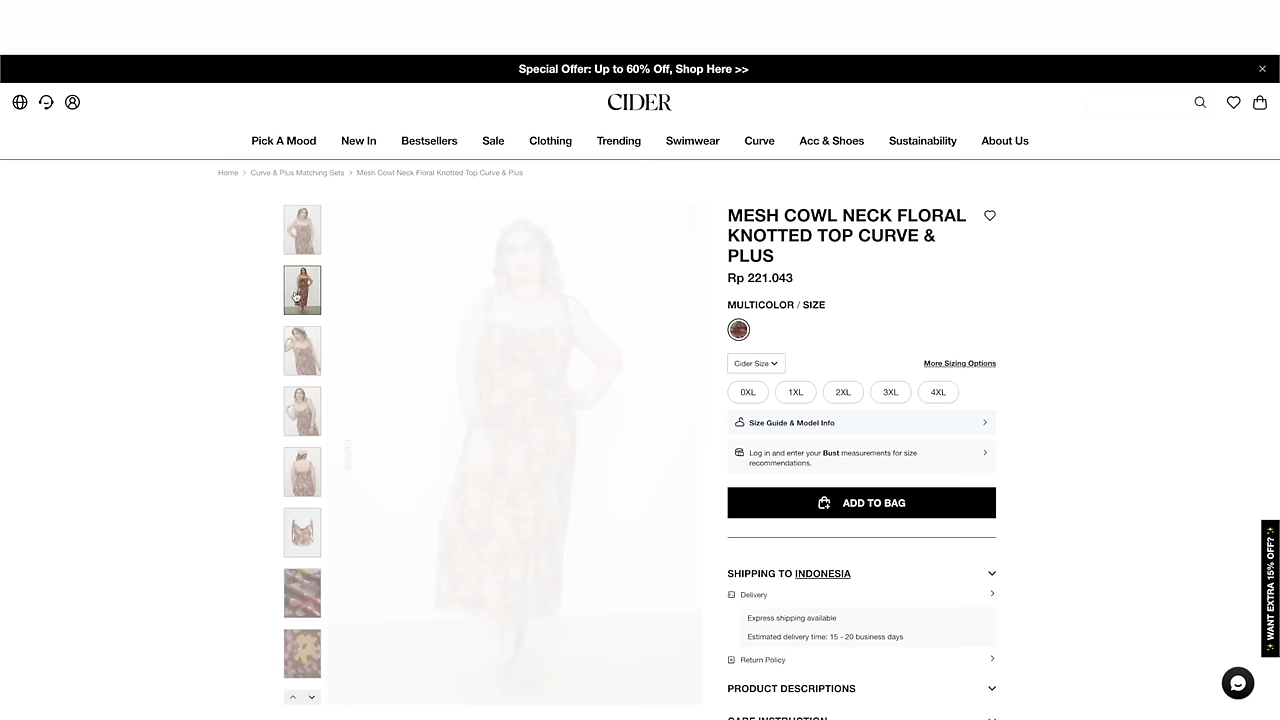 Special Offer: Up to 60% Off, Shop Here >>
CIDER
Pick A Mood New In Bestsellers Sale Clothing Trending Swimwear Curve Acc & Shoes Sustainability About Us
Home > Curve & Plus Matching Sets > Mesh Cowl Neck Floral Knotted Top Curve & Plus
MESH COWL NECK FLORAL
KNOTTED TOP CURVE &
PLUS
Rp 221.043
MULTICOLOR / SIZE
Cider Size
More Sizing Options
0XL 1XL 2XL 3XL 4XL
Size Guide & Model Info
Log in and enter your Bust measurements for size
recommendations.
ADD TO BAG
SHIPPING TO INDONESIA
Delivery
Express shipping available
Estimated delivery time: 15 - 20 business days
Return Policy
PRODUCT DESCRIPTIONS
CARE INSTRUCTION
CURVE
WANT EXTRA 15% OFF?